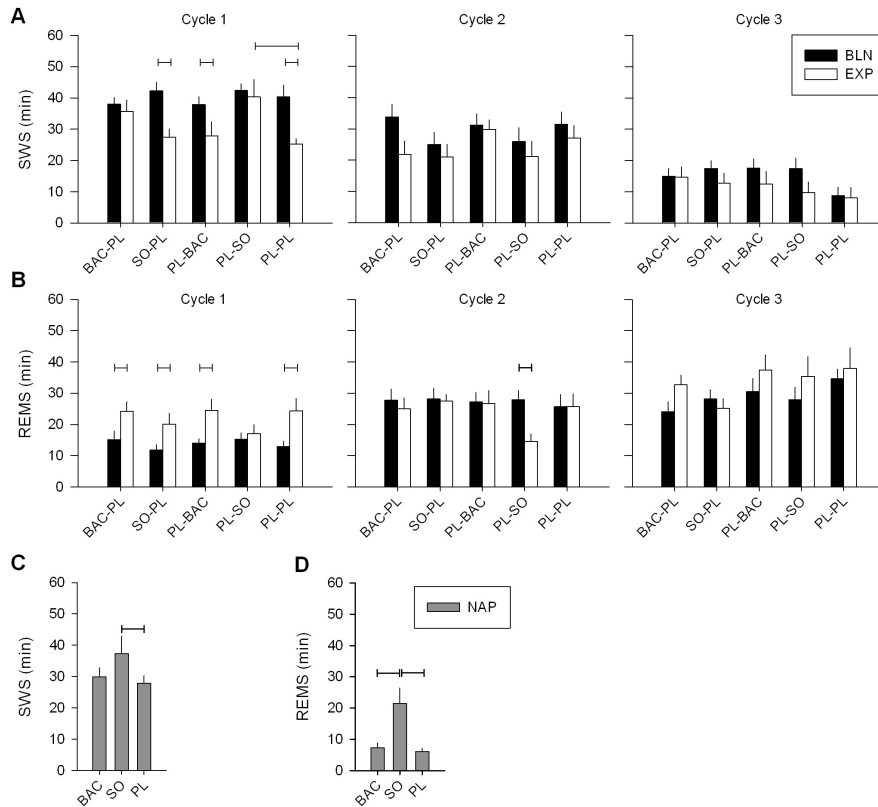 A
Cycle 1
Cycle 2
Cycle 3
BLN
EXP
SWS (min)
60
50
40
30
20
10
0
BAC-PL
SO-PL
PL-BAC
PL-SO
PL-PL
BAC-PL
SO-PL
PL-BAC
PL-SO
PL-PL
BAC-PL
SO-PL
PL-BAC
PL-SO
PL-PL
B
Cycle 1
Cycle 2
Cycle 3
REMS (min)
60
50
40
30
20
10
0
BAC-PL
SO-PL
PL-BAC
PL-SO
PL-PL
BAC-PL
SO-PL
PL-BAC
PL-SO
PL-PL
BAC-PL
SO-PL
PL-BAC
PL-SO
PL-PL
C
SWS (min)
60
50
40
30
20
10
0
BAC
SO
PL
D
NAP
REMS (min)
60
50
40
30
20
10
0
BAC
SO
PL